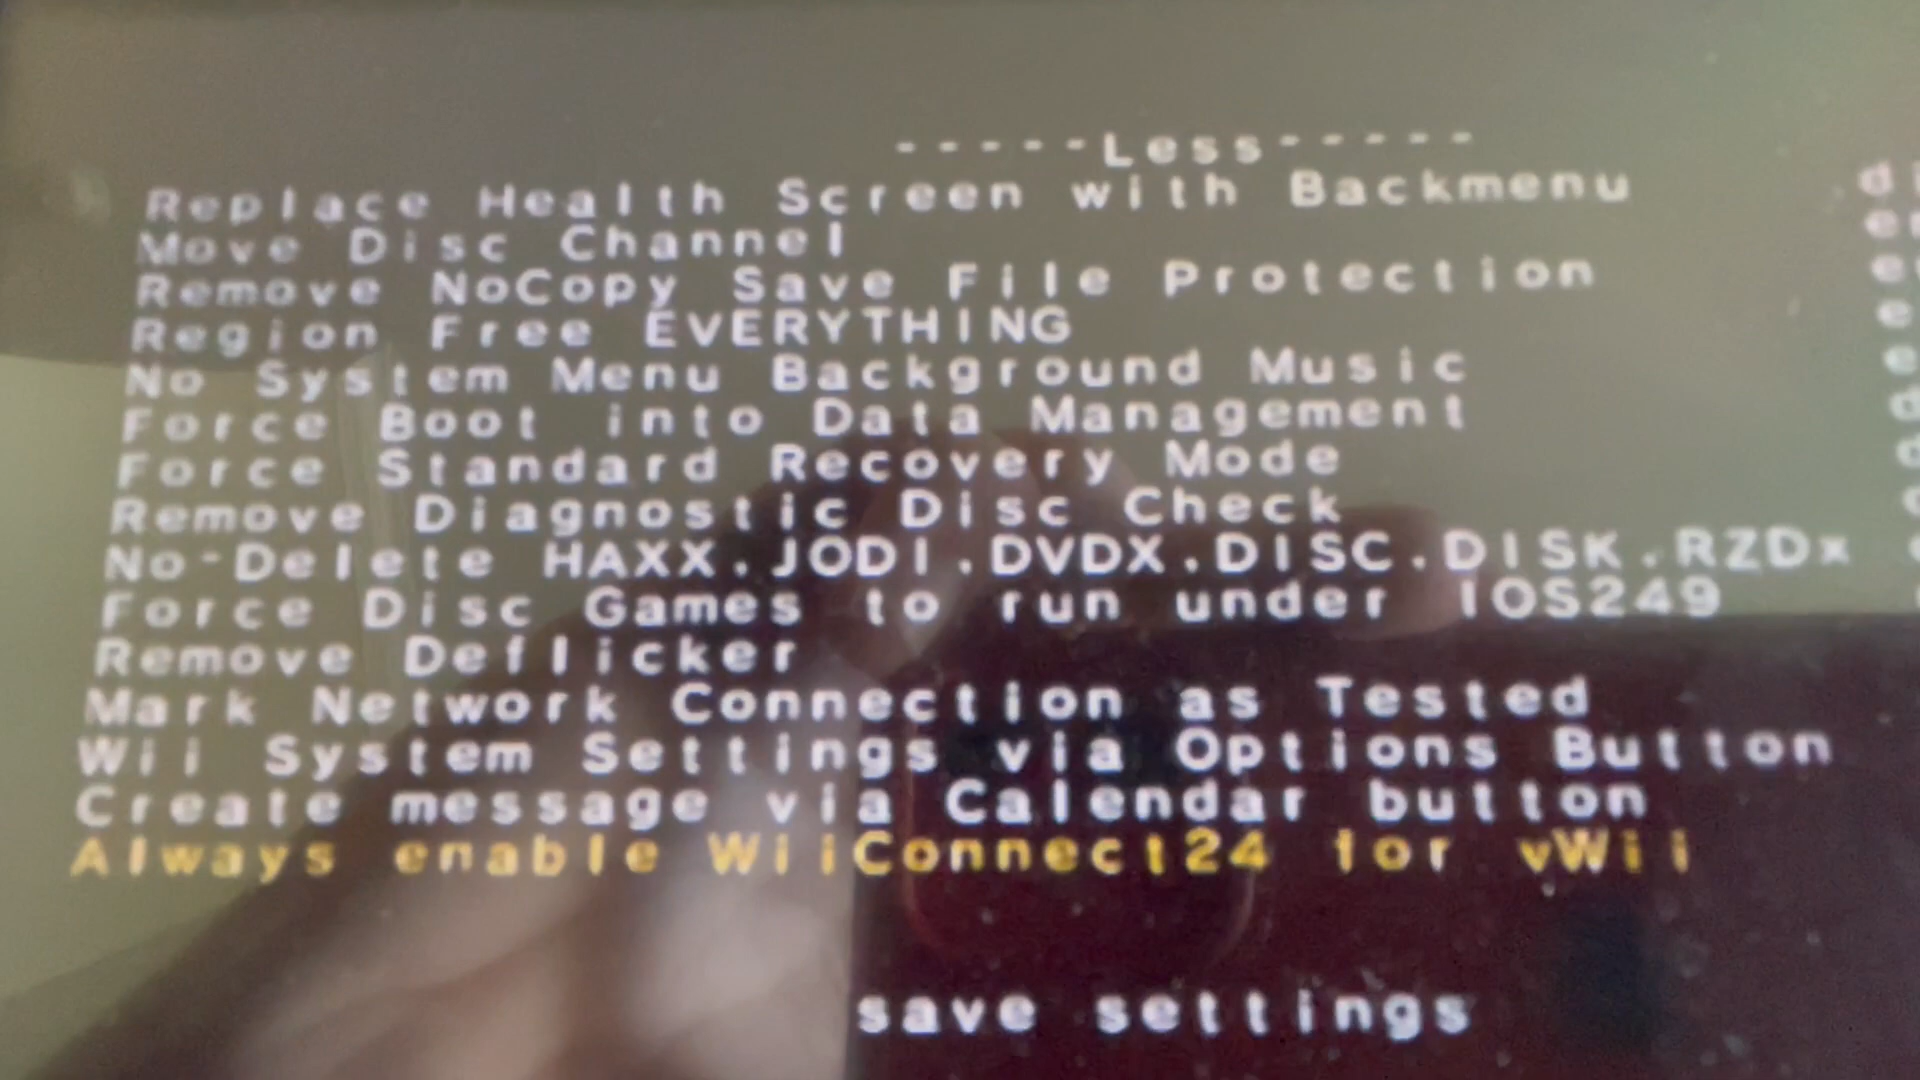 -----Less-----
Replace Health Screen with Backmenu
Move Disc Channel
Remove NoCopy Save File Protection
Region Free EVERYTHING
No System Menu Background Music
Force Boot into Data Management
Force Standard Recovery Mode
Remove Diagnostic Disc Check
No-Delete HAXX.JODI.DVDX.DISC.DISK.RZDx
Force Disc Games to run under IOS249
Remove Deflicker
Mark Network Connection as Tested
Wii System Settings via Options Button
Create message via Calendar button
Always enable WiiConnect24 for vWii
save settings